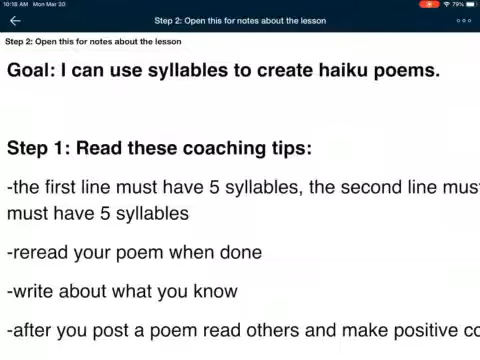 10:18 AM Mon Mar 30
79%
Step 2: Open this for notes about the lesson
Step 2: Open this for notes about the lesson
Goal: I can use syllables to create haiku poems.
Step 1: Read these coaching tips:
-the first line must have 5 syllables, the second line
must have 5 syllables
-reread your poem when done
-write about what you know
-after you post a poem read others and make positive